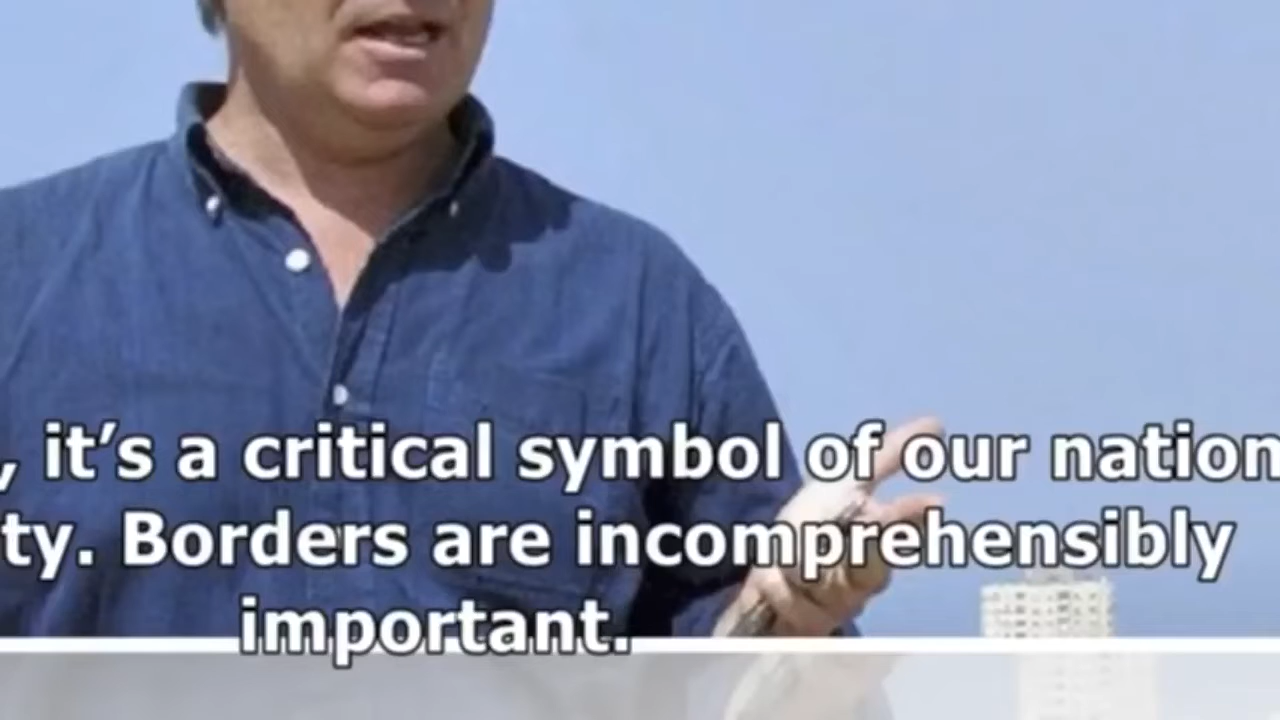 , it’s a critical symbol of our nation
ty. Borders are incomprehensibly
important.